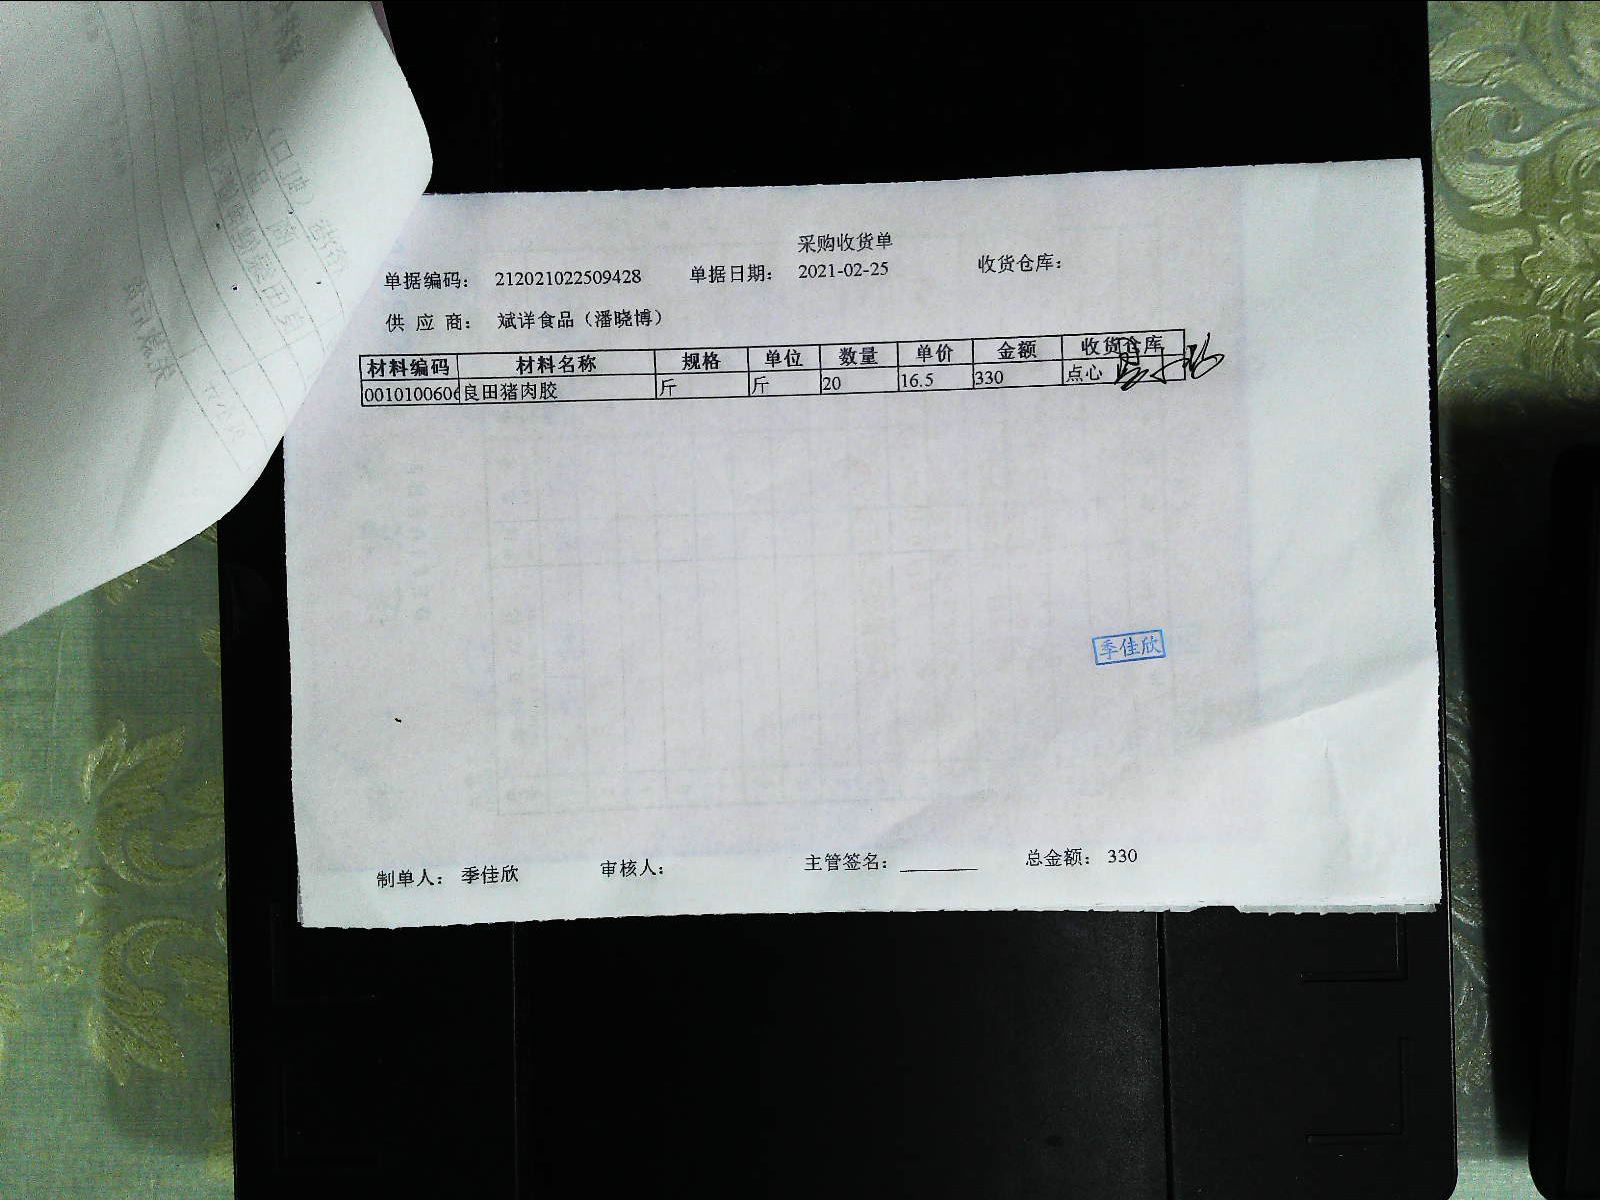 采购收货单
单据编码： 212021022509428 单据日期： 2021-02-25 收货仓库：
供 应 商： 斌详食品（潘晓博）
材料编码 材料名称 规格 单位 数量 单价 金额 收货仓库
0010100606 良田猪肉胶 斤 斤 20 16.5 330 点心
季佳欣
制单人： 季佳欣 审核人： 主管签名： 总金额： 330